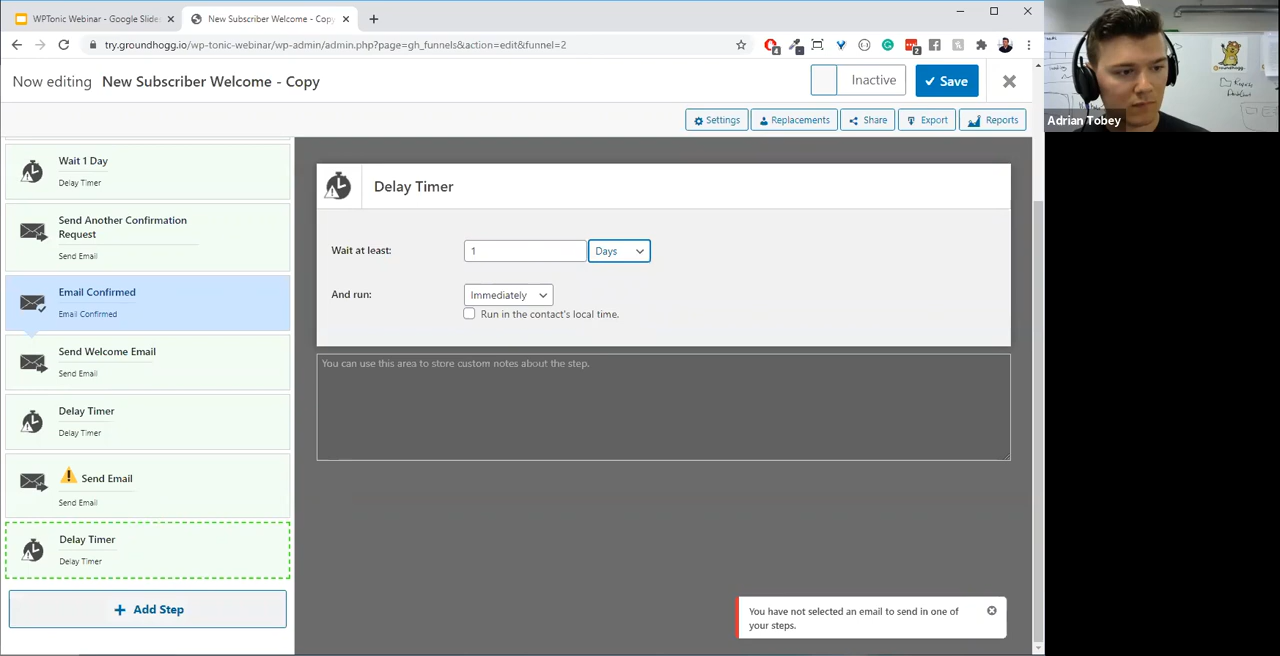 WPTonic Webinar - Google Slide
New Subscriber Welcome - Copy
try.groundhogg.io/wp-tonic-webinar/wp-admin/admin.php?page=gh_funnels&action=edit&funnel=2
Now editing New Subscriber Welcome - Copy
Inactive
Save
Settings
Replacements
Share
Export
Reports
Adrian Tobey
Wait 1 Day
Delay Timer
Send Another Confirmation
Request
Send Email
Email Confirmed
Email Confirmed
Send Welcome Email
Send Email
Delay Timer
Delay Timer
Send Email
Send Email
Delay Timer
Delay Timer
Add Step
Delay Timer
Wait at least: 1 Days
And run: Immediately
Run in the contact's local time.
You can use this area to store custom notes about the step.
You have not selected an email to send in one of
your steps.